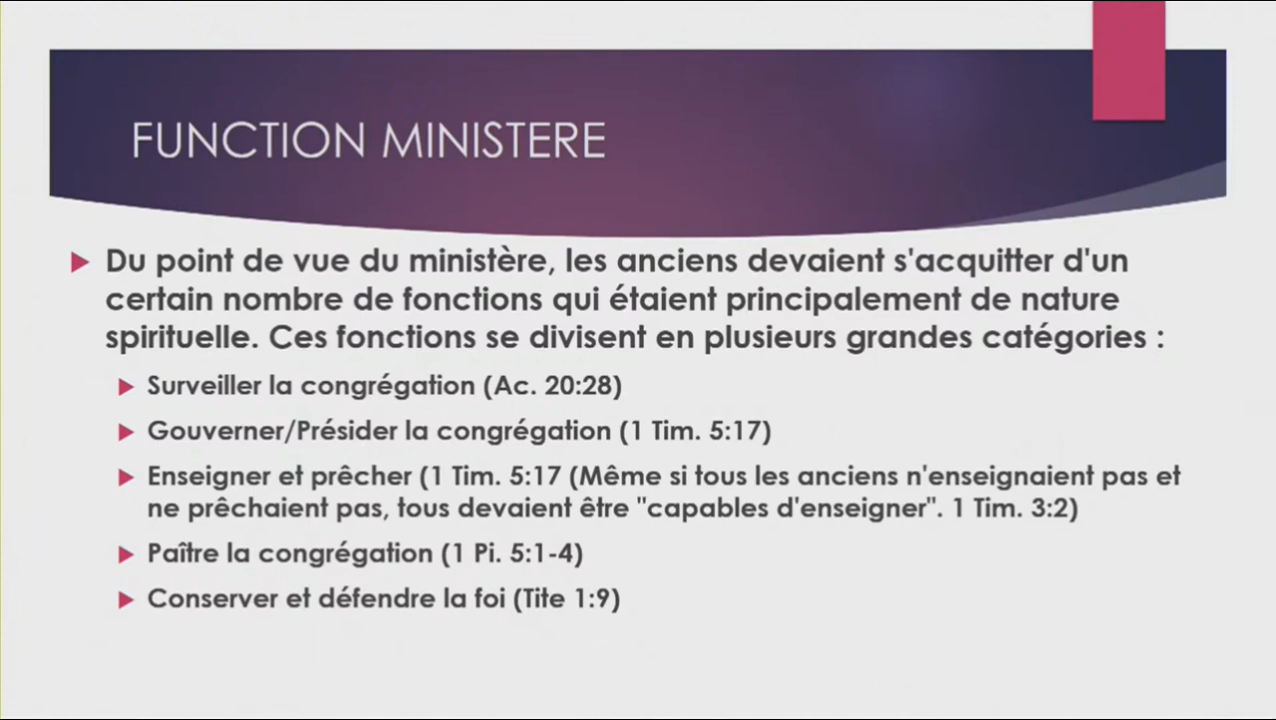 FUNCTION MINISTERE
Du point de vue du ministère, les anciens devaient s'acquitter d'un
certain nombre de fonctions qui étaient principalement de nature
spirituelle. Ces fonctions se divisent en plusieurs grandes catégories :
Surveiller la congrégation (Ac. 20:28)
Gouverner/Présider la congrégation (1 Tim. 5:17)
Enseigner et prêcher (1 Tim. 5:17 (Même si tous les anciens n'enseignaient pas et
ne prêchaient pas, tous devaient être "capables d'enseigner". 1 Tim. 3:2)
Paître la congrégation (1 Pi. 5:1-4)
Conserver et défendre la foi (Tite 1:9)